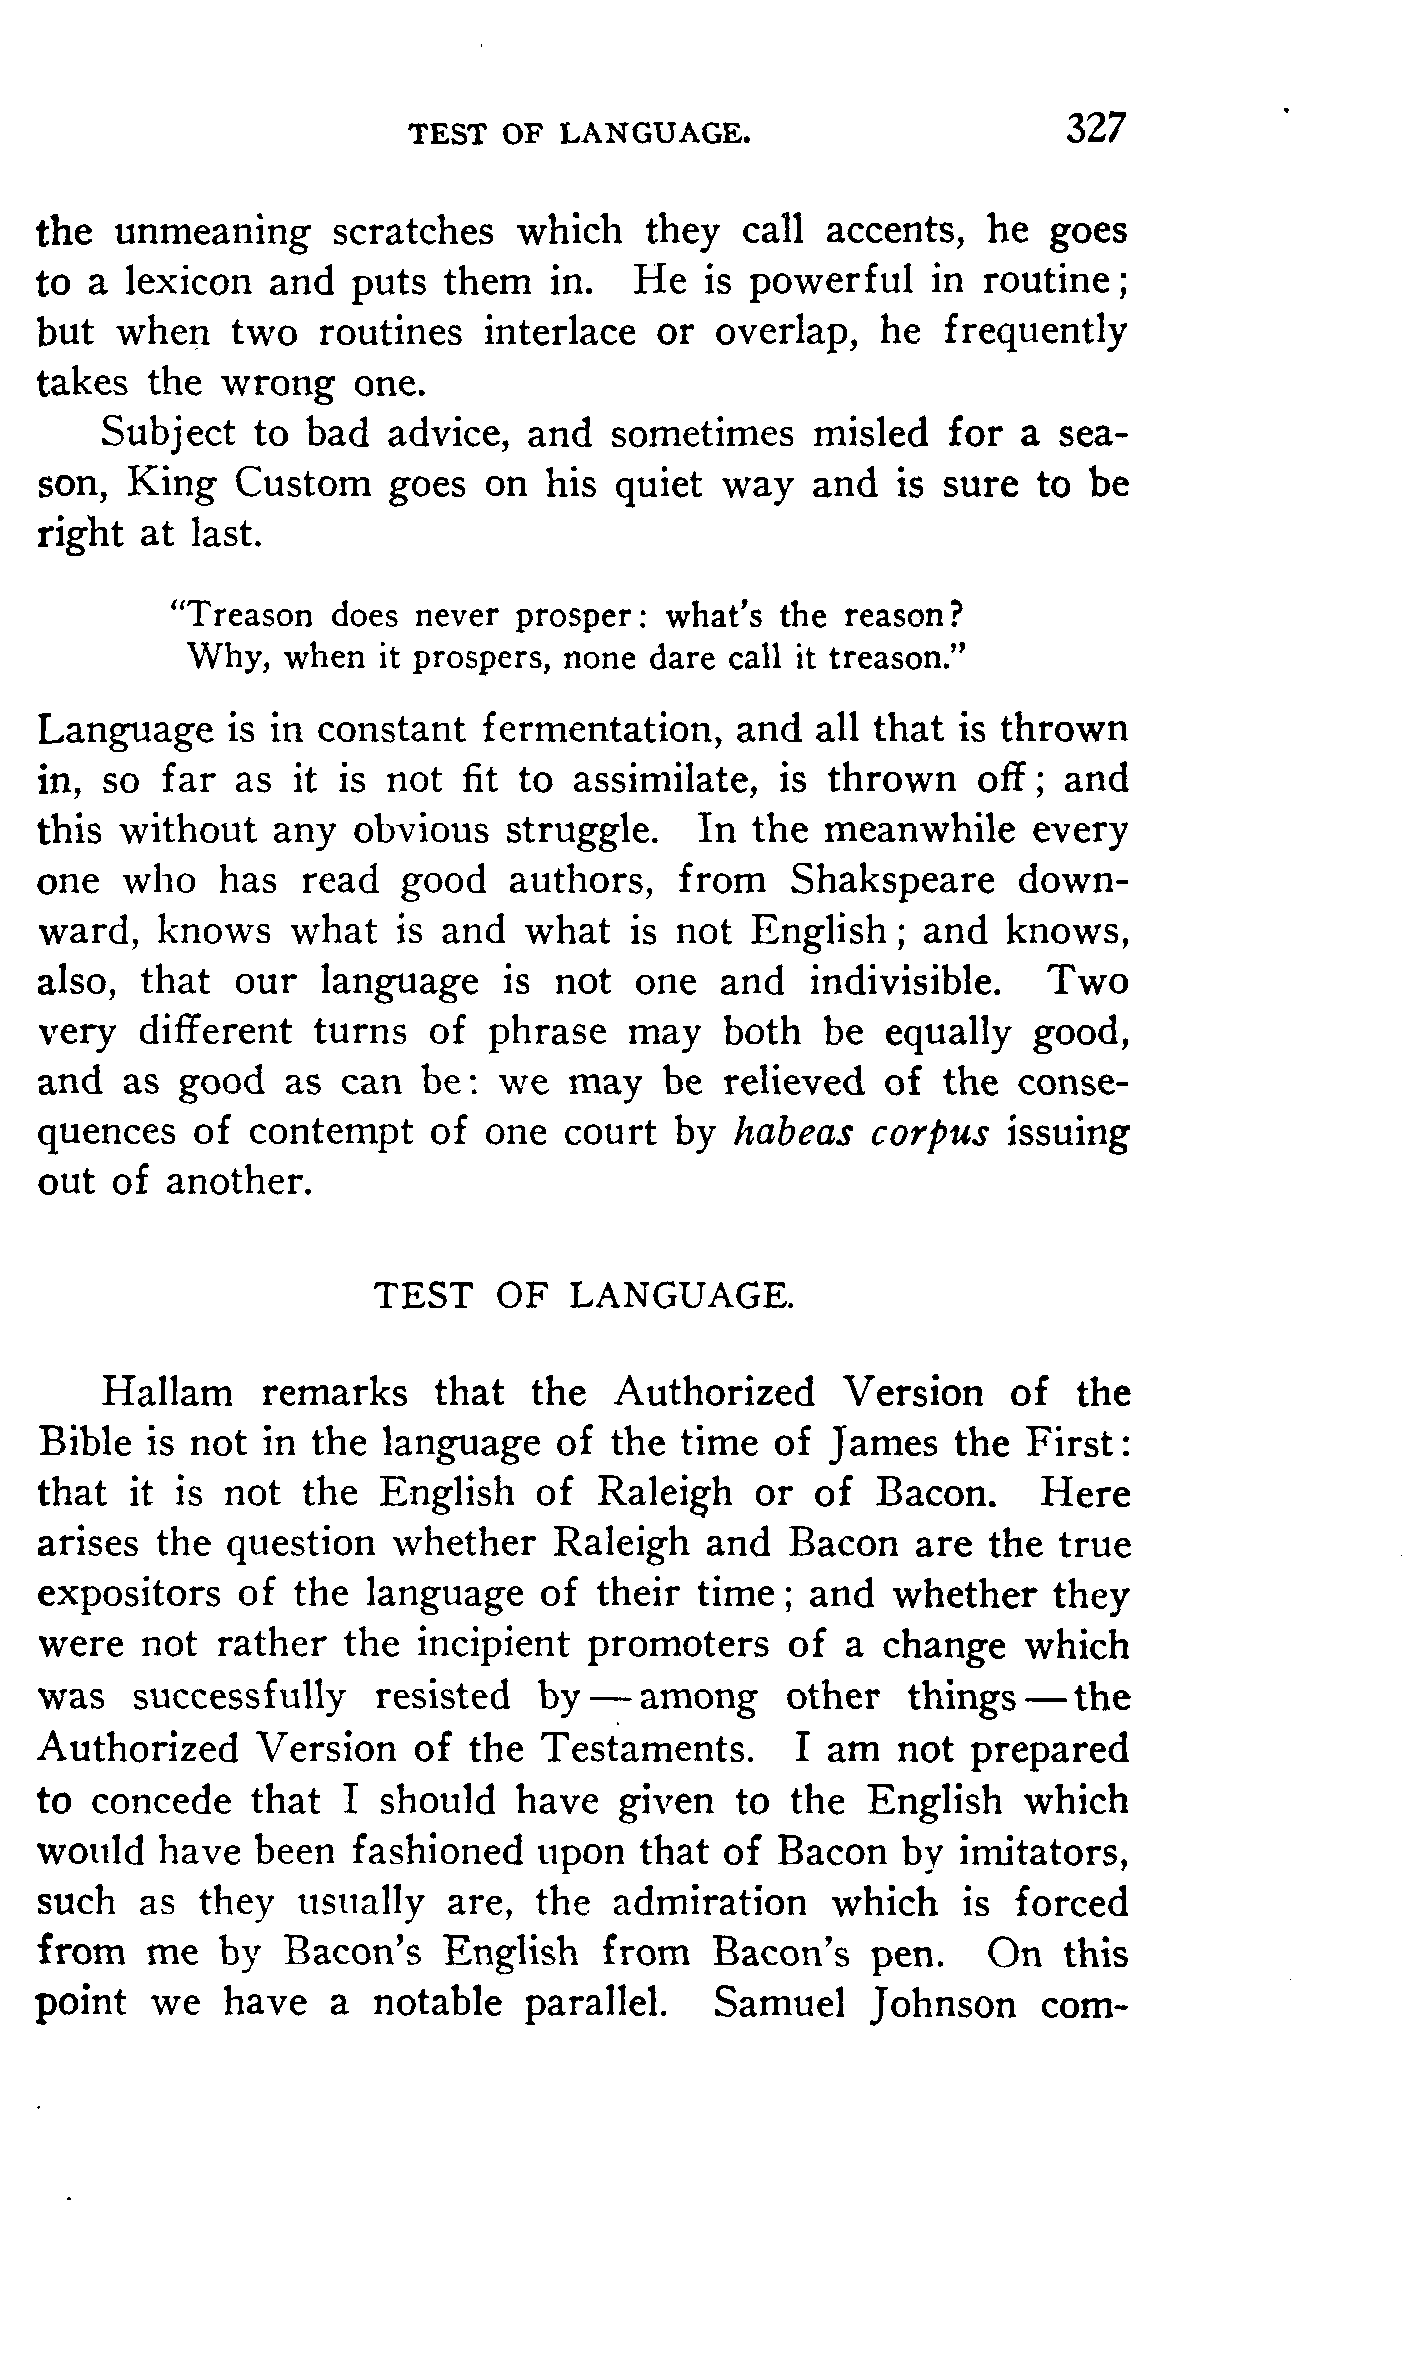 TEST OF LANGUAGE. 327
the unmeaning scratches which they call accents, he goes
to a lexicon and puts them in. He is powerful in routine;
but when two routines interlace or overlap, he frequently
takes the wrong one.
Subject to bad advice, and sometimes misled for a sea-
son, King Custom goes on his quiet way and is sure to be
right at last.
"Treason does never prosper: what's the reason?
Why, when it prospers, none dare call it treason."
Language is in constant fermentation, and all that is thrown
in, so far as it is not fit to assimilate, is thrown off; and
this without any obvious struggle. In the meanwhile every
one who has read good authors, from Shakspeare down-
ward, knows what is and what is not English; and knows,
also, that our language is not one and indivisible. Two
very different turns of phrase may both be equally good,
and as good as can be: we may be relieved of the conse-
quences of contempt of one court by habeas corpus issuing
out of another.
TEST OF LANGUAGE.
Hallam remarks that the Authorized Version of the
Bible is not in the language of the time of James the First:
that it is not the English of Raleigh or of Bacon. Here
arises the question whether Raleigh and Bacon are the true
expositors of the language of their time; and whether they
were not rather the incipient promoters of a change which
was successfully resisted by—among other things—the
Authorized Version of the Testaments. I am not prepared
to concede that I should have given to the English which
would have been fashioned upon that of Bacon by imitators,
such as they usually are, the admiration which is forced
from me by Bacon's English from Bacon's pen. On this
point we have a notable parallel. Samuel Johnson com-